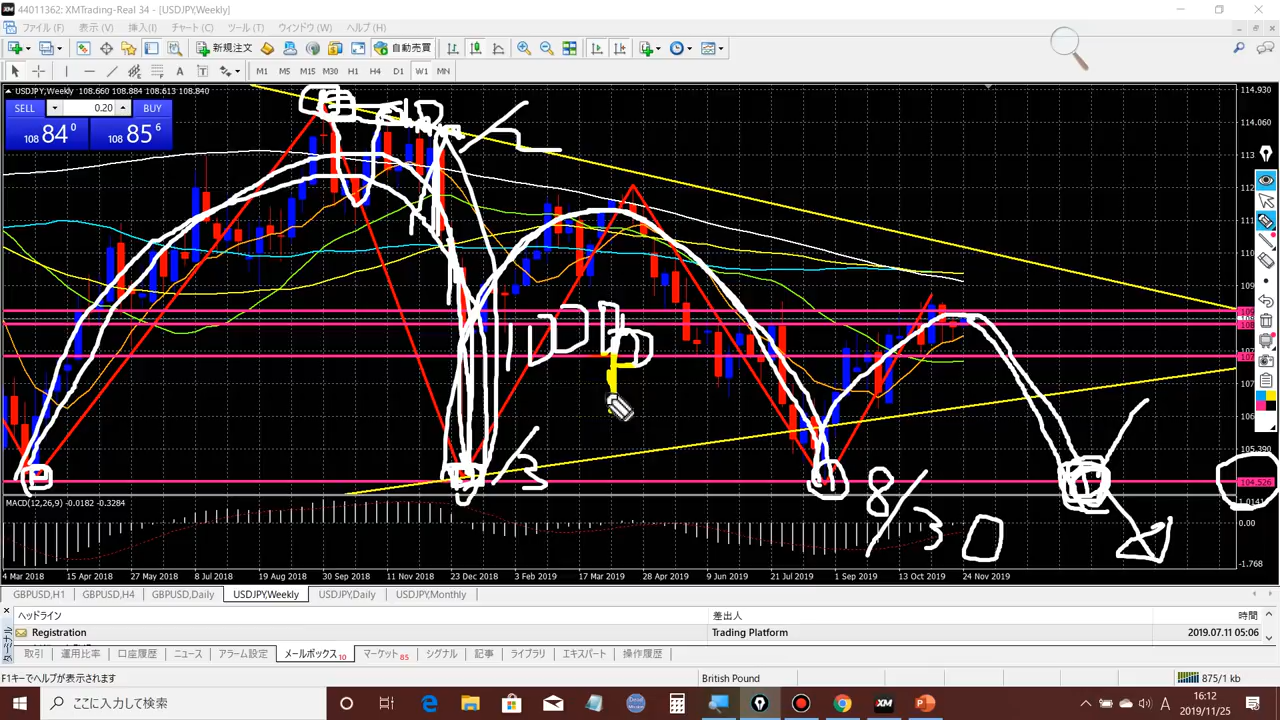 44011362: XMTrading-Real 34 - [USDJPY,Weekly]
ファイル (F) 表示 (V) 挿入(I) チャート (C) ツール (T) ウィンドウ (W) ヘルプ (H)
新規注文 自動売買
M1 M5 M15 M30 H1 H4 D1 W1 MN
USDJPY,Weekly 108.660 108.884 108.613 108.840
SELL 0.20 BUY
108 84 0 108 85 6
114.930
114.060
105.390
104.526
1/3
8/30
MACD(12,26,9) -0.0182 -0.3284
0.00
-1.768
4 Mar 2018 15 Apr 2018 27 May 2018 8 Jul 2018 19 Aug 2018 30 Sep 2018 11 Nov 2018 23 Dec 2018 3 Feb 2019 17 Mar 2019 28 Apr 2019 9 Jun 2019 21 Jul 2019 1 Sep 2019 13 Oct 2019 24 Nov 2019
GBPUSD,H1 GBPUSD,H4 GBPUSD,Daily USDJPY,Weekly USDJPY,Daily USDJPY,Monthly
ヘッドライン 差出人 時間
Registration Trading Platform 2019.07.11 05:06
ターミナル
取引 運用比率 口座履歴 ニュース アラーム設定 メールボックス 10 マーケット 85 シグナル 記事 ライブラリ エキスパート 操作履歴
F1キーでヘルプが表示されます British Pound 875/1 kb
ここに入力して検索
A 16:12
2019/11/25